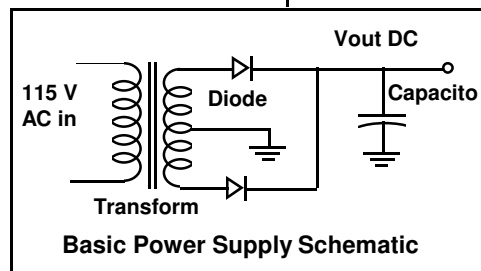 Vout DC
115 V
AC in
Diode
Capacito
Transform
Basic Power Supply Schematic